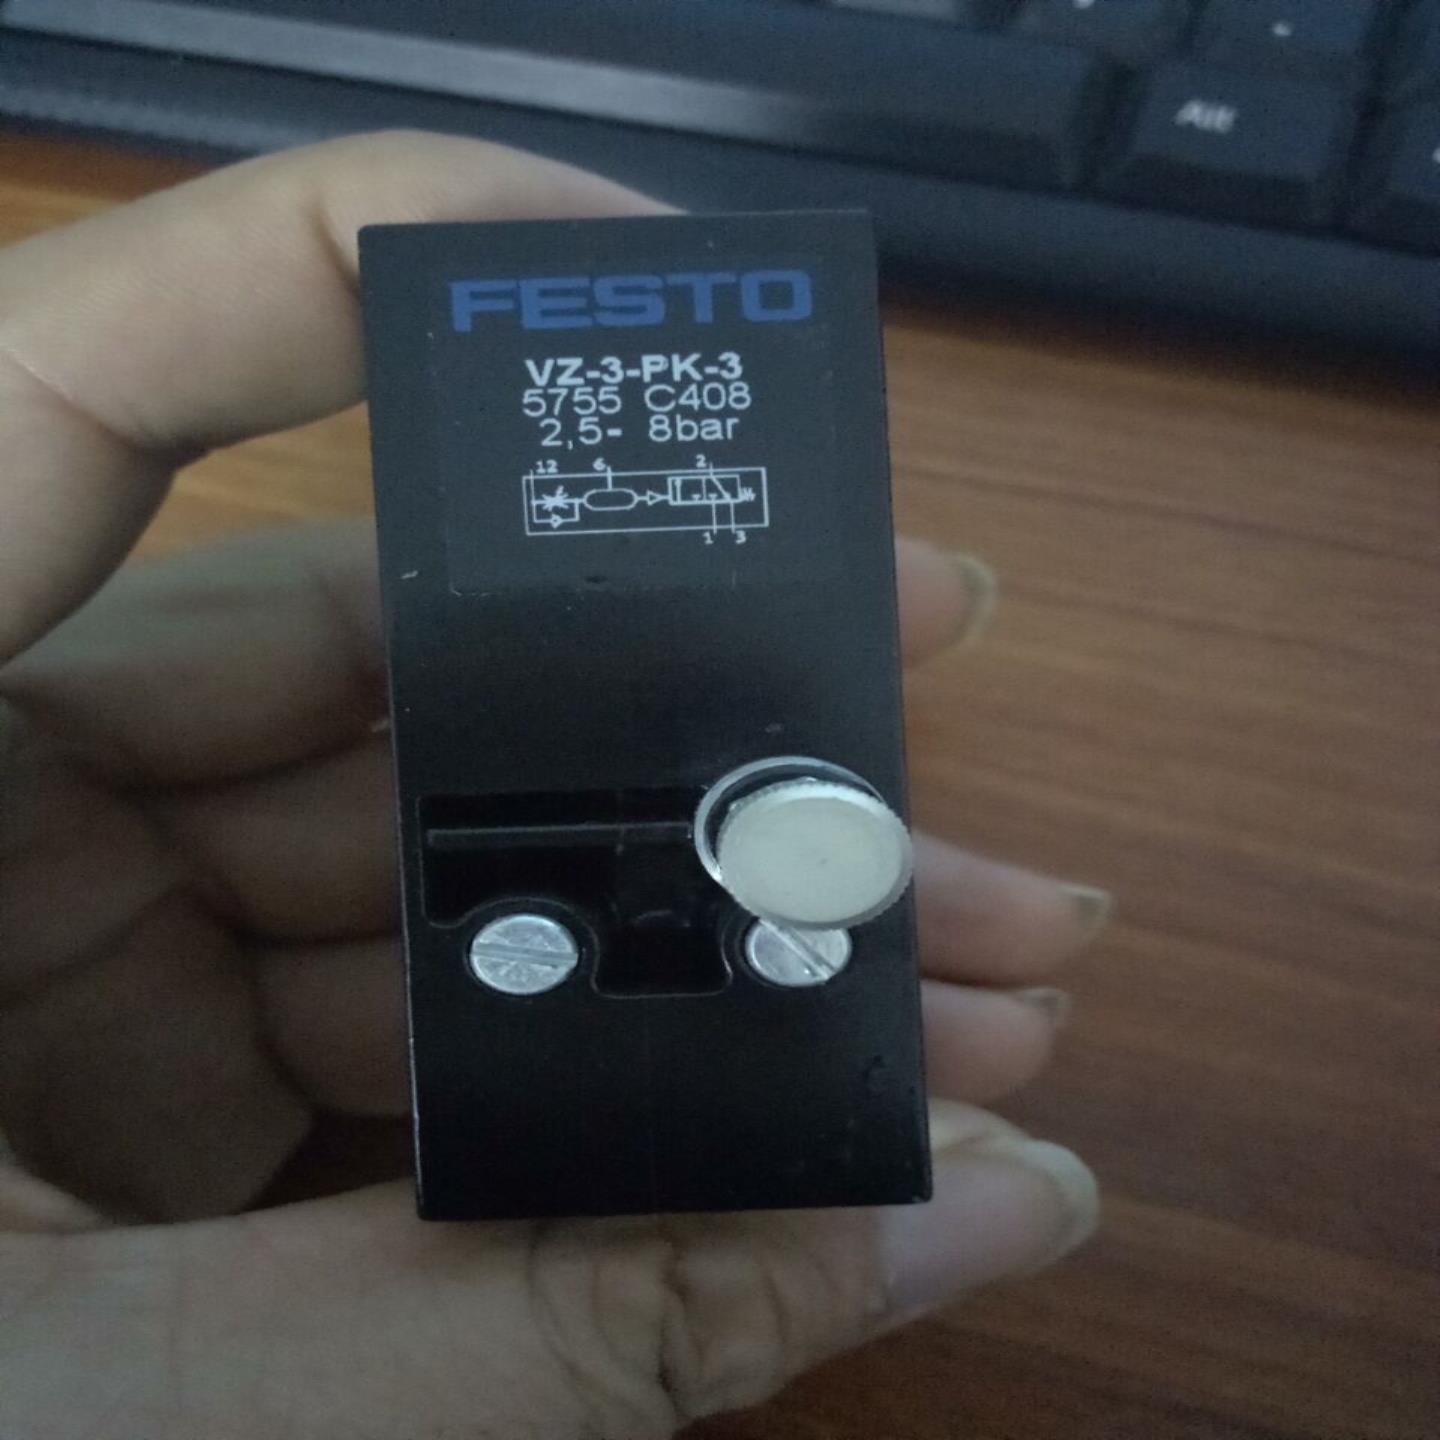 Alt
FESTO
VZ-3-PK-3
5755 C408
2,5- 8bar
12 6 2
1 3